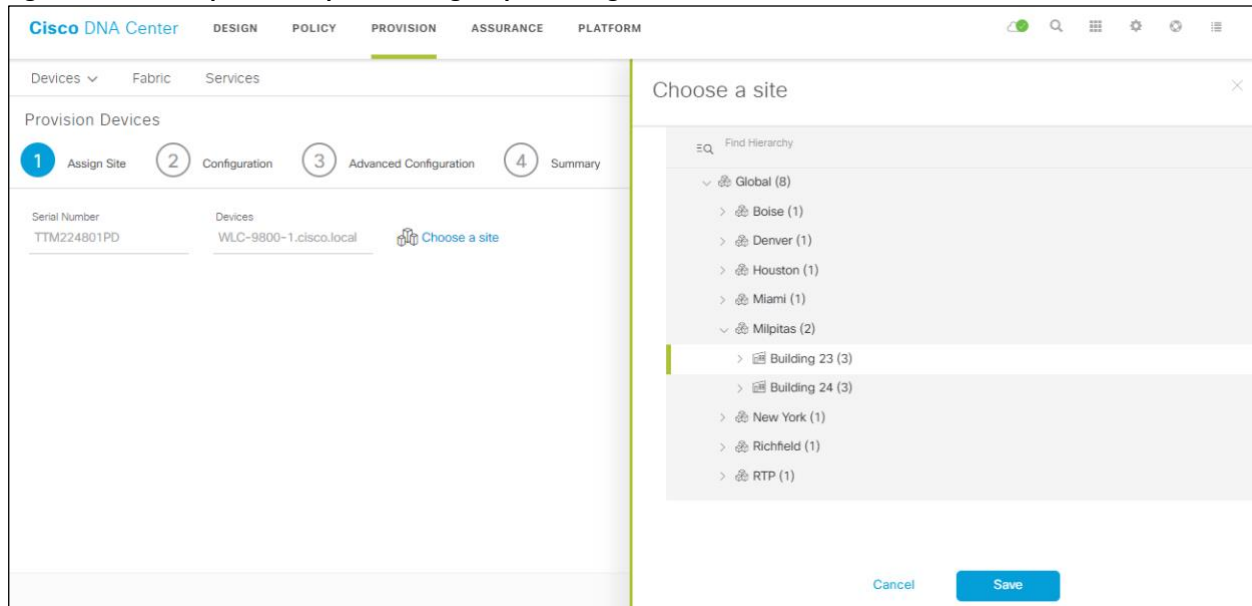 Cisco DNA Center DESIGN POLICY PROVISION ASSURANCE PLATFORM
Devices Fabric Services
Provision Devices
1 Assign Site 2 Configuration 3 Advanced Configuration 4 Summary
Serial Number Devices
TTM224801PD WLC-9800-1.cisco.local Choose a site
Choose a site
Find Hierarchy
Global (8)
Boise (1)
Denver (1)
Houston (1)
Miami (1)
Milpitas (2)
Building 23 (3)
Building 24 (3)
New York (1)
Richfield (1)
RTP (1)
Cancel Save